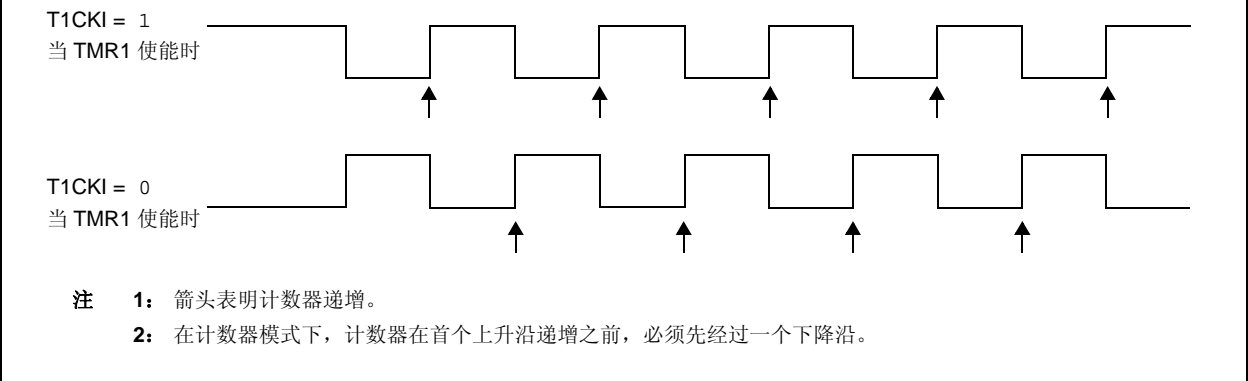 T1CKI = 1
当 TMR1 使能时
T1CKI = 0
当 TMR1 使能时
注 1： 箭头表明计数器递增。
2： 在计数器模式下，计数器在首个上升沿递增之前，必须先经过一个下降沿。